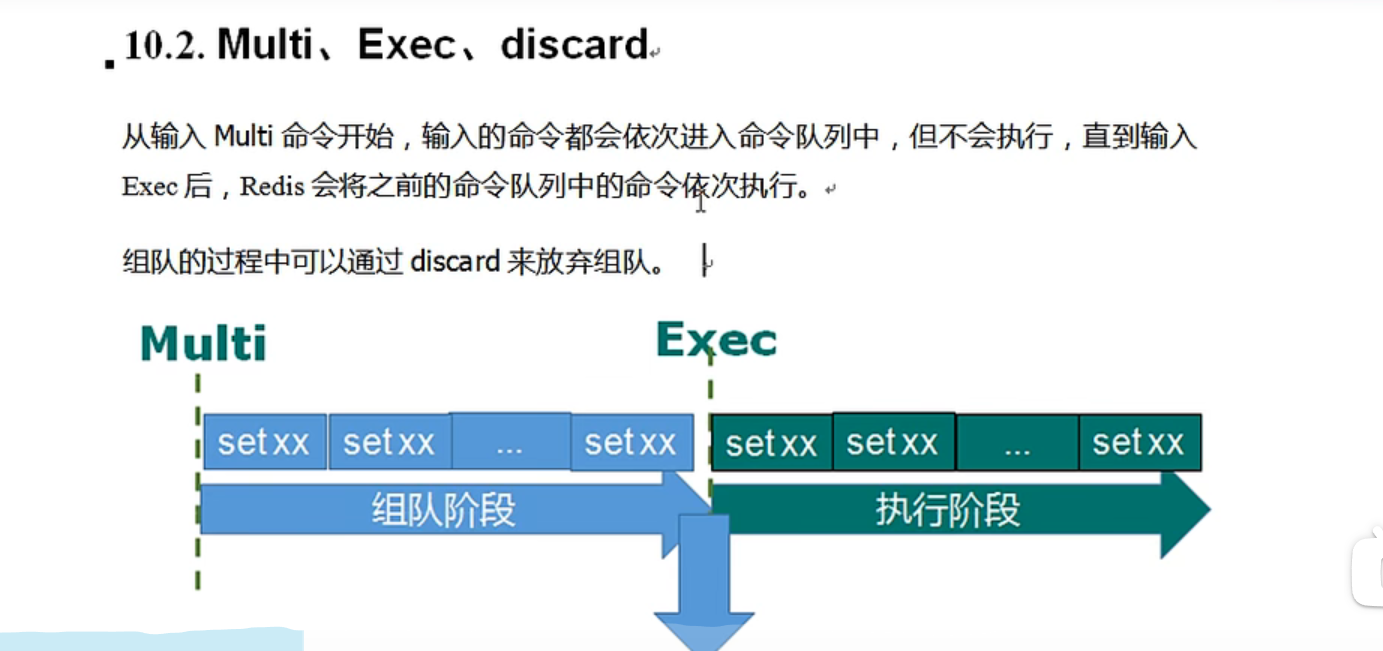 10.2. Multi、Exec、discard
从输入 Multi 命令开始，输入的命令都会依次进入命令队列中，但不会执行，直到输入
Exec 后，Redis 会将之前的命令队列中的命令依次执行。
组队的过程中可以通过 discard 来放弃组队。
Multi
Exec
set xx set xx ... set xx set xx set xx ... set xx
组队阶段 执行阶段